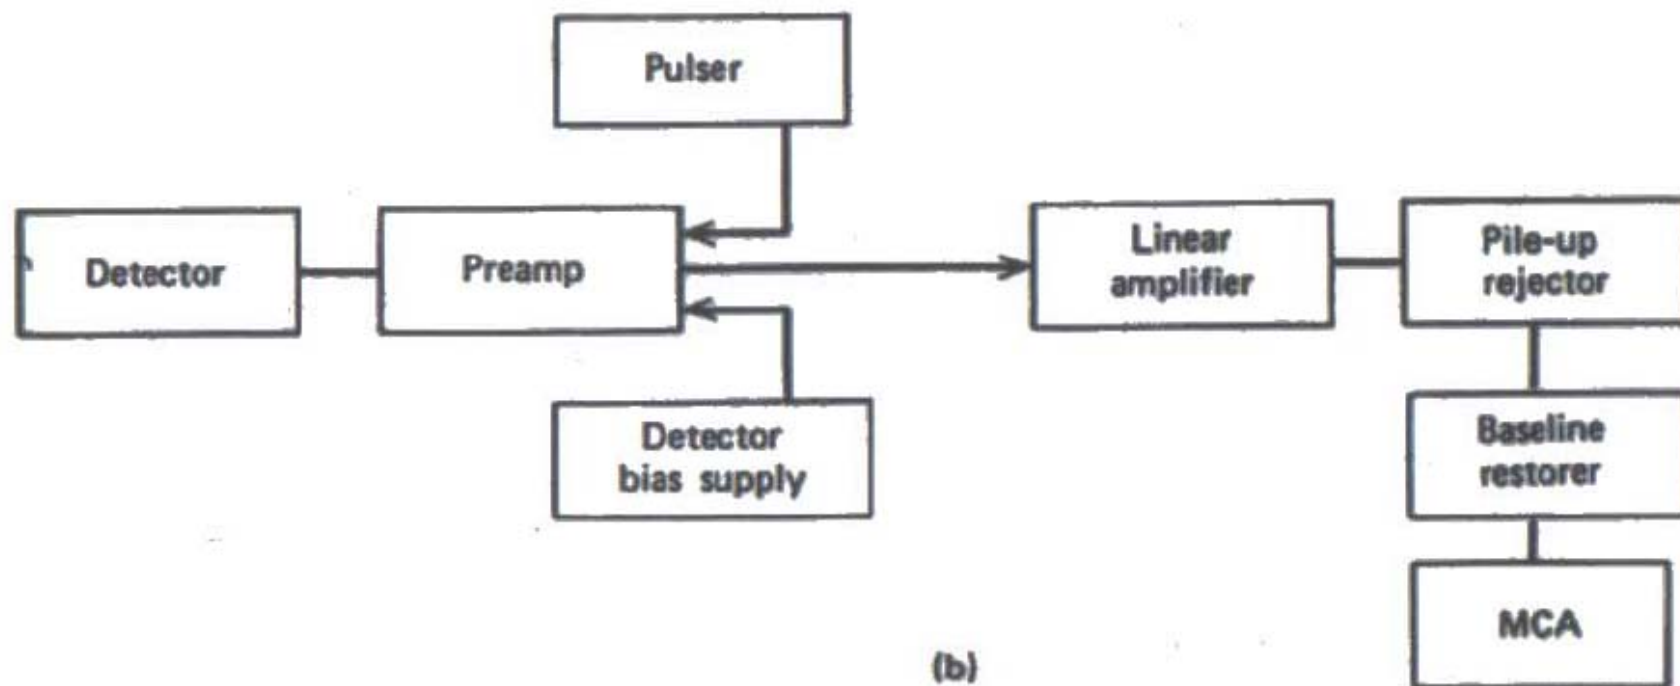 Pulser
Detector
Preamp
Linear
amplifier
Pile-up
rejector
Detector
bias supply
Baseline
restorer
MCA
(b)